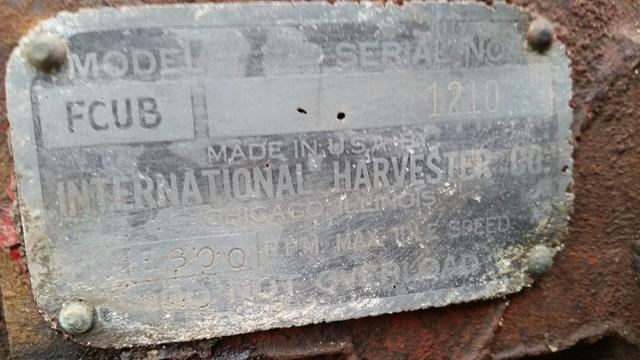 MODEL SERIAL NO.
FCUB 1210
MADE IN U.S.A. BY
INTERNATIONAL HARVESTER CO.
CHICAGO, ILLINOIS
1300 R.P.M. MAX. IDLE SPEED
DO NOT OVERLOAD